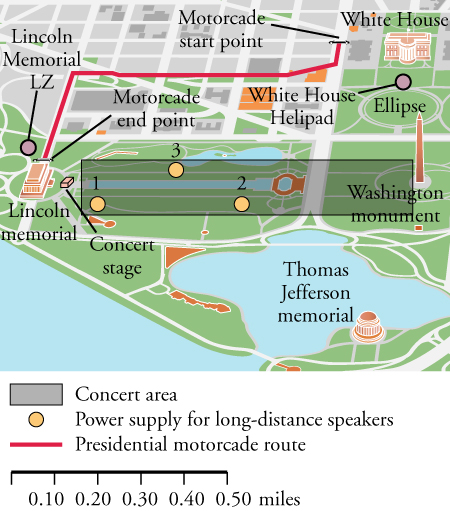 Motorcade
start point
White House
Lincoln
Memorial
LZ
Motorcade
end point
White House
Helipad
Ellipse
3
1
2
Washington
monument
Lincoln
memorial
Concert
stage
Thomas
Jefferson
memorial
Concert area
Power supply for long-distance speakers
Presidential motorcade route
0.10 0.20 0.30 0.40 0.50 miles